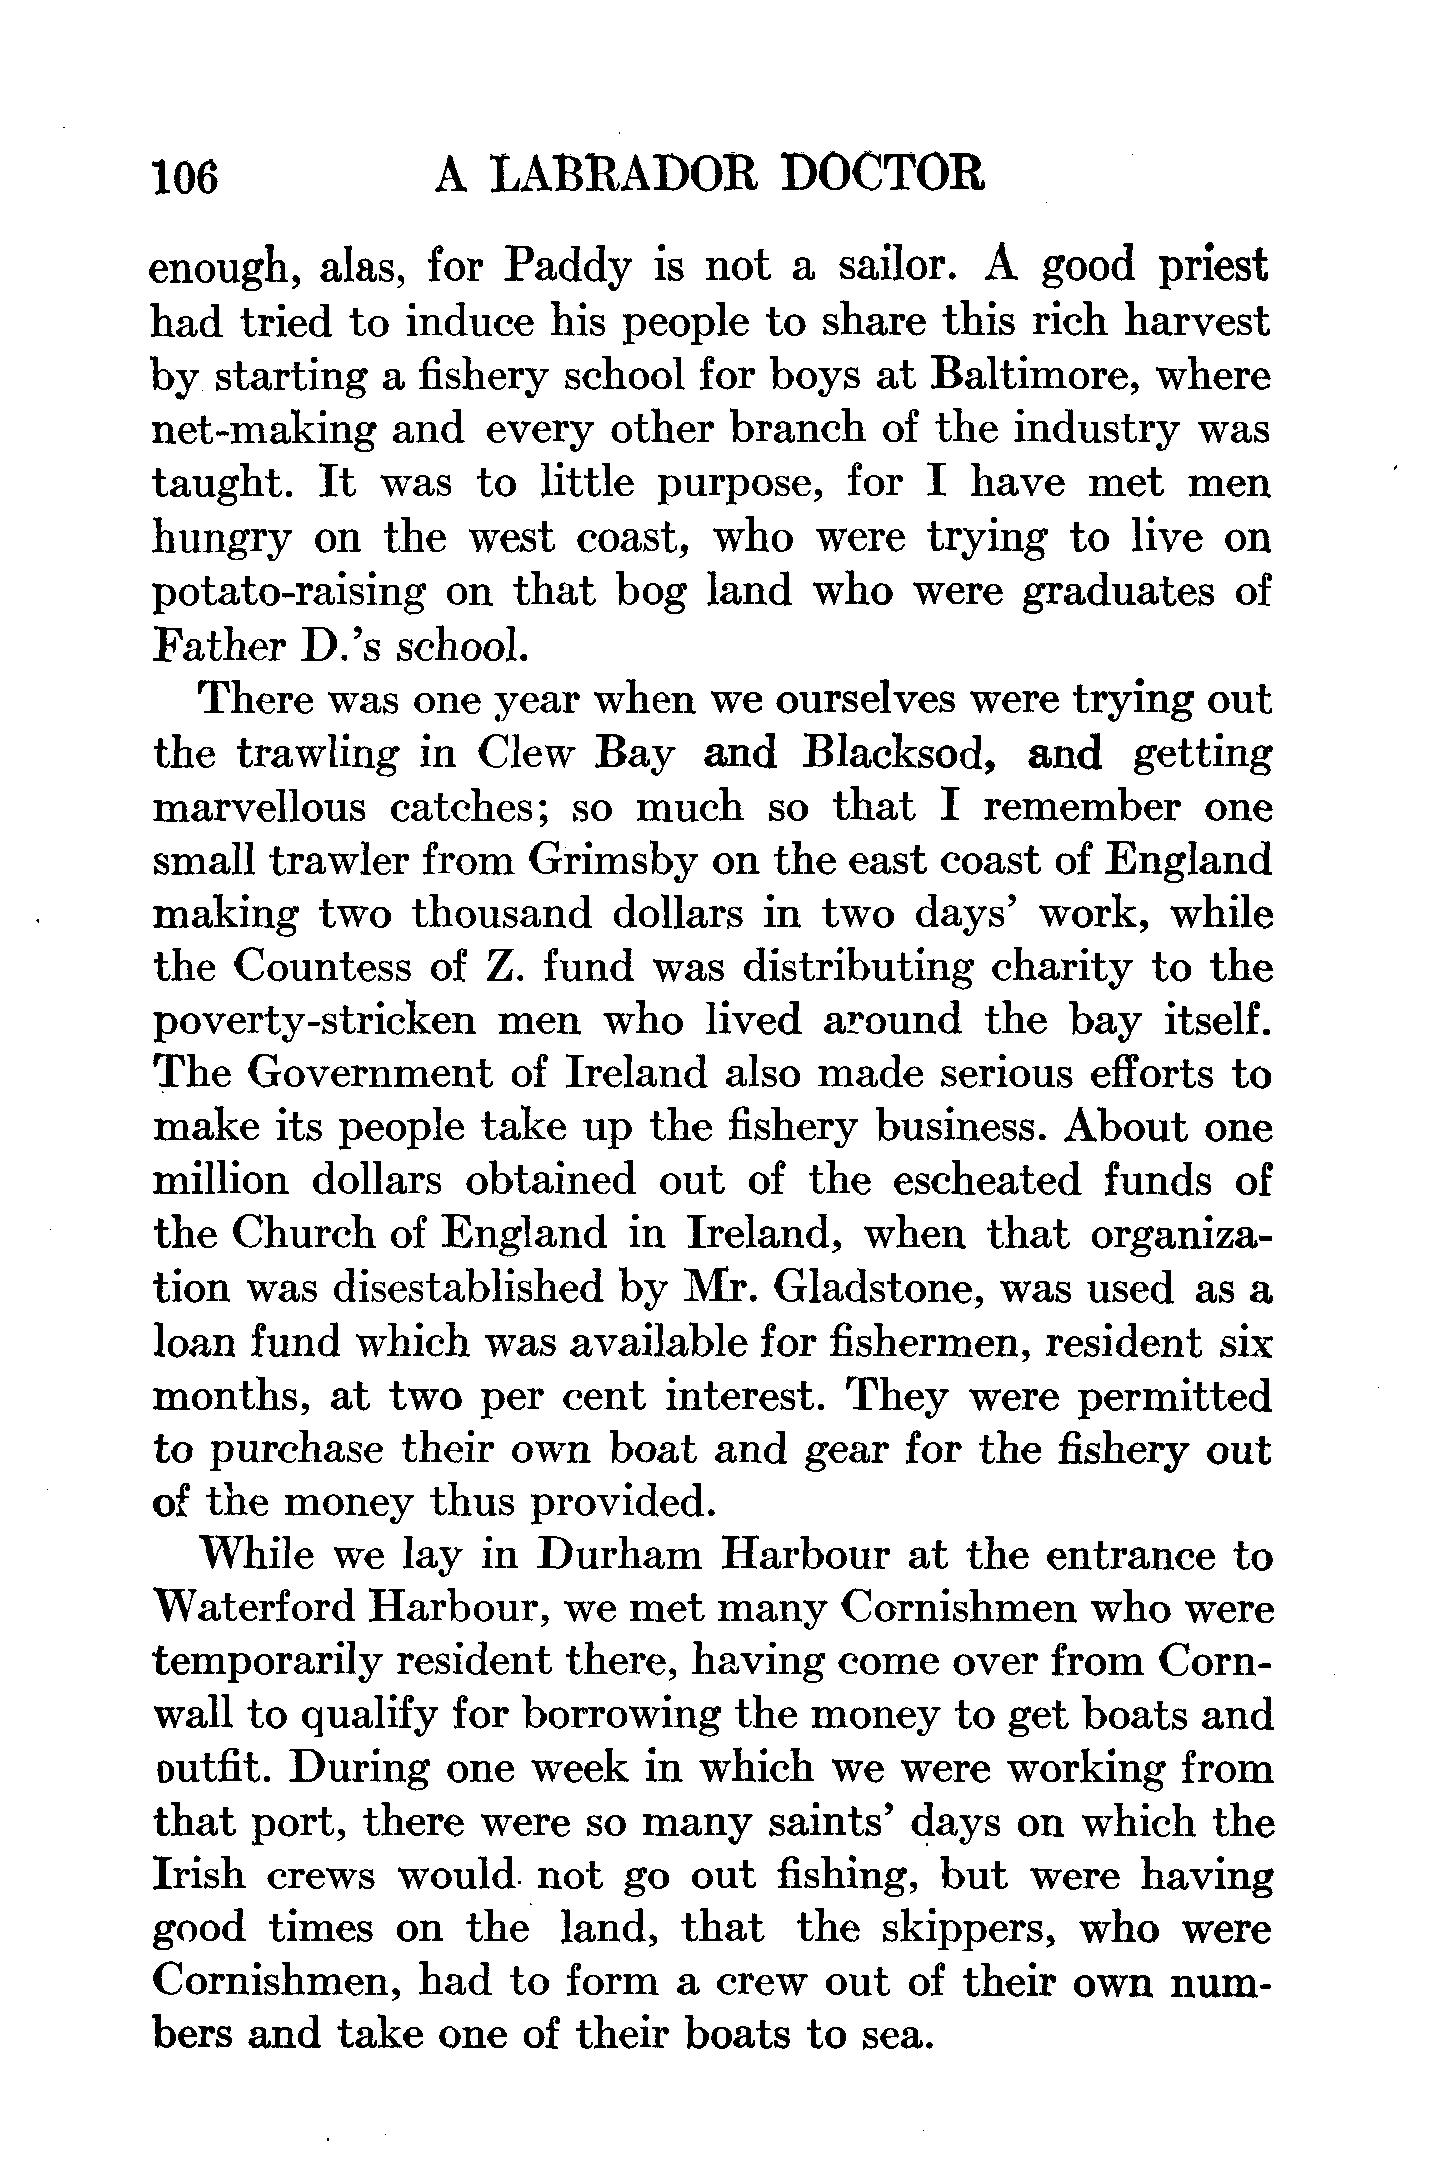 106 A LABRADOR DOCTOR
enough, alas, for Paddy is not a sailor. A good priest
had tried to induce his people to share this rich harvest
by starting a fishery school for boys at Baltimore, where
net-making and every other branch of the industry was
taught. It was to little purpose, for I have met men
hungry on the west coast, who were trying to live on
potato-raising on that bog land who were graduates of
Father D.'s school.
There was one year when we ourselves were trying out
the trawling in Clew Bay and Blacksod, and getting
marvellous catches; so much so that I remember one
small trawler from Grimsby on the east coast of England
making two thousand dollars in two days' work, while
the Countess of Z. fund was distributing charity to the
poverty-stricken men who lived around the bay itself.
The Government of Ireland also made serious efforts to
make its people take up the fishery business. About one
million dollars obtained out of the escheated funds of
the Church of England in Ireland, when that organiza-
tion was disestablished by Mr. Gladstone, was used as a
loan fund which was available for fishermen, resident six
months, at two per cent interest. They were permitted
to purchase their own boat and gear for the fishery out
of the money thus provided.
While we lay in Durham Harbour at the entrance to
Waterford Harbour, we met many Cornishmen who were
temporarily resident there, having come over from Corn-
wall to qualify for borrowing the money to get boats and
outfit. During one week in which we were working from
that port, there were so many saints' days on which the
Irish crews would not go out fishing, but were having
good times on the land, that the skippers, who were
Cornishmen, had to form a crew out of their own num-
bers and take one of their boats to sea.